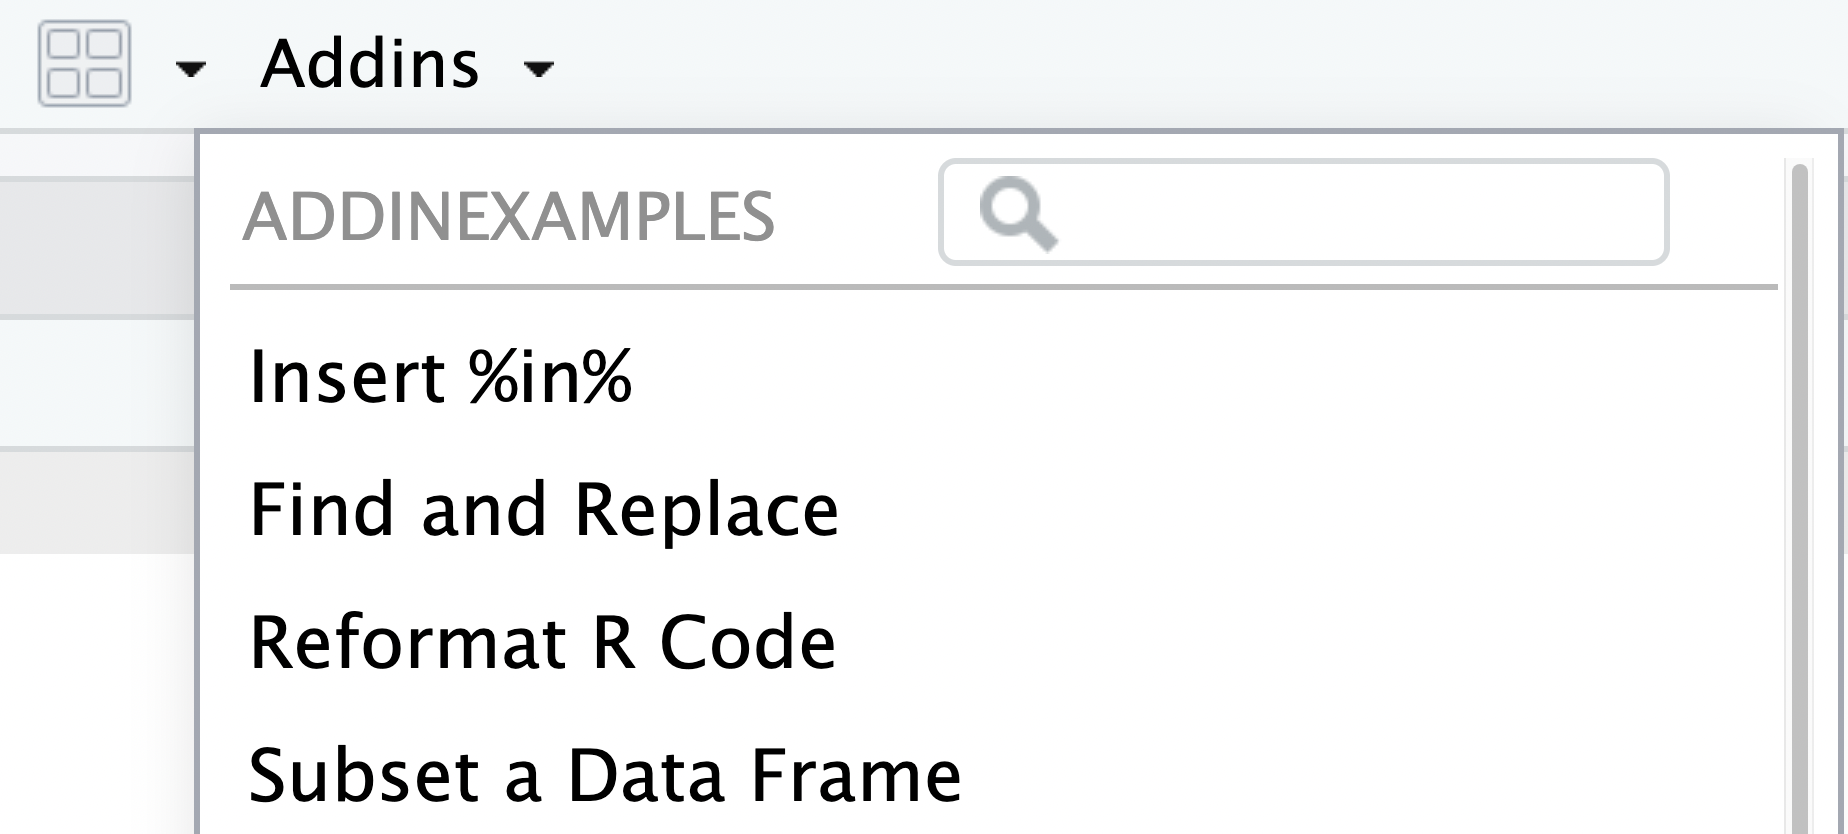 Addins
ADDINEXAMPLES
Insert %in%
Find and Replace
Reformat R Code
Subset a Data Frame